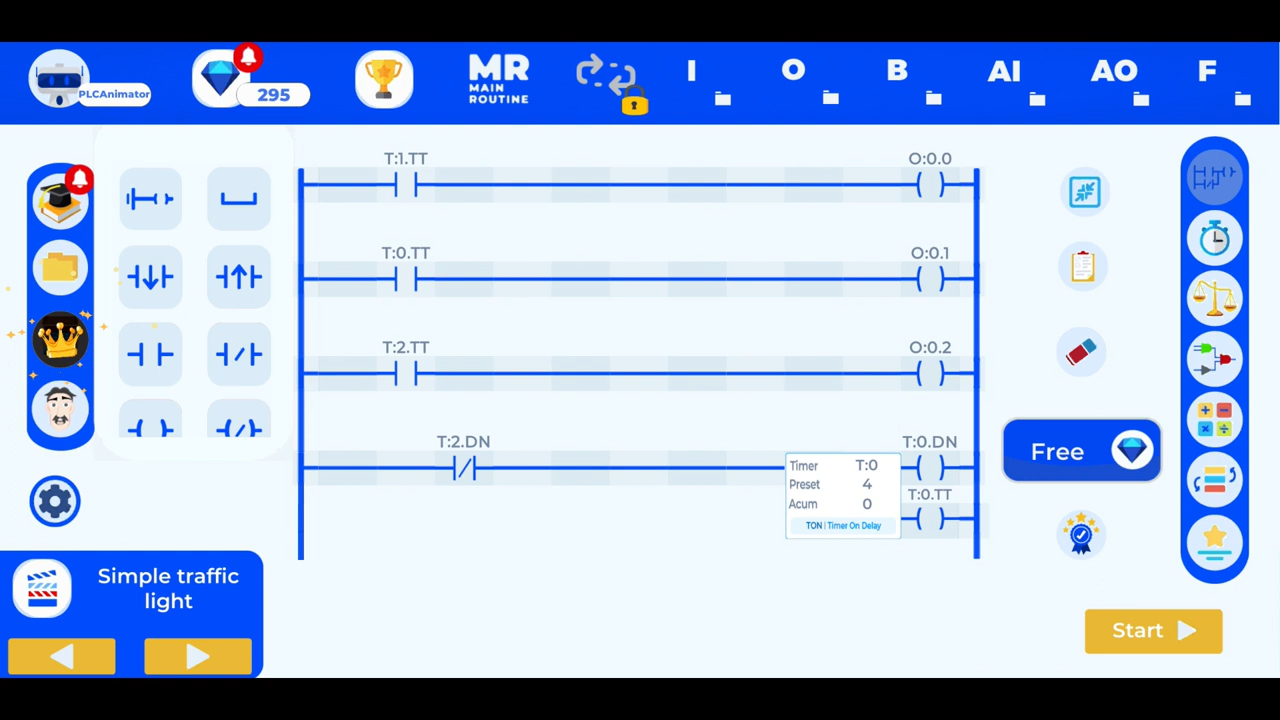 PLCAnimator
295
MR
MAIN
ROUTINE
I
O
B
AI
AO
F
T:1.TT
O:0.0
T:0.TT
O:0.1
T:2.TT
O:0.2
T:2.DN
T:0.DN
Timer T:0
Preset 4
Acum 0
TON | Timer On Delay
T:0.TT
Free
Simple traffic
light
Start